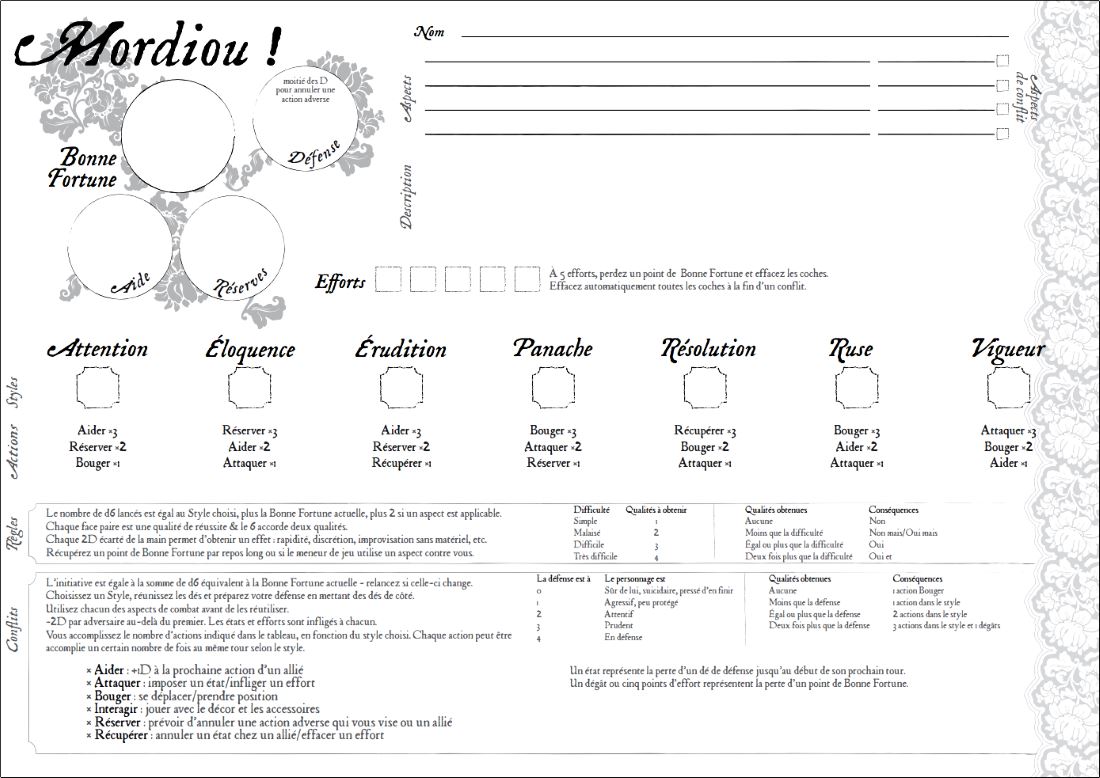 Mordiou !
moitié des D
pour annuler une
action adverse
Défense
Bonne
Fortune
Aide
Réserves
Nom
Aspects
Aspects
de conflit
Description
Efforts
À 5 efforts, perdez un point de Bonne Fortune et effacez les coches.
Effacez automatiquement toutes les coches à la fin d'un conflit.
Styles
Attention Éloquence Érudition Panache Résolution Ruse Vigueur
Actions
Aider ×3 Réserver ×3 Aider ×3 Bouger ×3 Récupérer ×3 Bouger ×3 Attaquer ×3
Réserver ×2 Aider ×2 Réserver ×2 Attaquer ×2 Bouger ×2 Aider ×2 Bouger ×2
Bouger ×1 Attaquer ×1 Récupérer ×1 Réserver ×1 Attaquer ×1 Attaquer ×1 Aider ×1
Règles
Le nombre de d6 lancés est égal au Style choisi, plus la Bonne Fortune actuelle, plus 2 si un aspect est applicable.
Chaque face paire est une qualité de réussite & le 6 accorde deux qualités.
Chaque 2D écarté de la main permet d'obtenir un effet : rapidité, discrétion, improvisation sans matériel, etc.
Récupérez un point de Bonne Fortune par repos long ou si le meneur de jeu utilise un aspect contre vous.
Difficulté Qualités à obtenir
Simple 1
Malaisé 2
Difficile 3
Très difficile 4
Qualités obtenues Conséquences
Aucune Non
Moins que la difficulté Non mais/Oui mais
Égal ou plus que la difficulté Oui
Deux fois plus que la difficulté Oui et
Conflits
L'initiative est égale à la somme de d6 équivalent à la Bonne Fortune actuelle - relancez si celle-ci change.
Choisissez un Style, réunissez les dés et préparez votre défense en mettant des dés de côté.
Utilisez chacun des aspects de combat avant de les réutiliser.
-2D par adversaire au-delà du premier. Les états et efforts sont infligés à chacun.
Vous accomplissez le nombre d'actions indiqué dans le tableau, en fonction du style choisi. Chaque action peut être
accomplie un certain nombre de fois au même tour selon le style.
La défense est à Le personnage est
0 Sûr de lui, suicidaire, pressé d'en finir
1 Agressif, peu protégé
2 Attentif
3 Prudent
4 En défense
Qualités obtenues Conséquences
Aucune 1 action Bouger
Moins que la défense 1 action dans le style
Égal ou plus que la défense 2 actions dans le style
Deux fois plus que la défense 3 actions dans le style et 1 dégâts
× Aider : +1D à la prochaine action d'un allié
× Attaquer : imposer un état/infliger un effort
× Bouger : se déplacer/prendre position
× Interagir : jouer avec le décor et les accessoires
× Réserver : prévoir d'annuler une action adverse qui vous vise ou un allié
× Récupérer : annuler un état chez un allié/effacer un effort
Un état représente la perte d'un dé de défense jusqu'au début de son prochain tour.
Un dégât ou cinq points d'effort représentent la perte d'un point de Bonne Fortune.